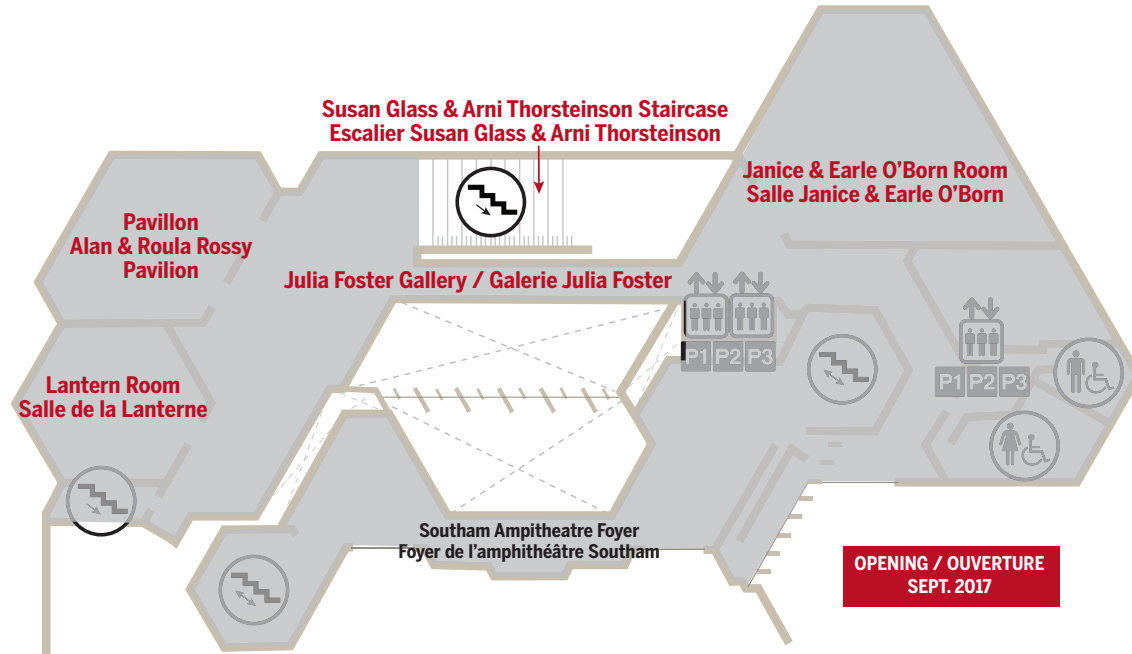 Susan Glass & Arni Thorsteinson Staircase
Escalier Susan Glass & Arni Thorsteinson
Janice & Earle O’Born Room
Salle Janice & Earle O’Born
Pavillon
Alan & Roula Rossy
Pavilion
Julia Foster Gallery / Galerie Julia Foster
P1 P2 P3
P1 P2 P3
Lantern Room
Salle de la Lanterne
Southam Ampitheatre Foyer
Foyer de l’amphithéâtre Southam
OPENING / OUVERTURE
SEPT. 2017